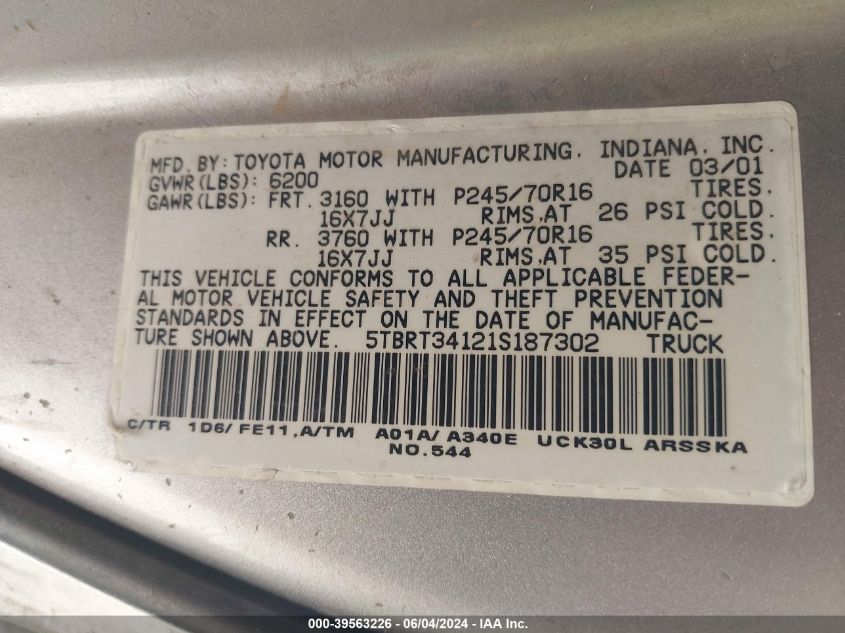 MFD. BY: TOYOTA MOTOR MANUFACTURING, INDIANA, INC.
GVWR(LBS): 6200 DATE 03/01
GAWR(LBS): FRT. 3160 WITH P245/70R16 TIRES.
16X7JJ RIMS.AT 26 PSI COLD.
RR. 3760 WITH P245/70R16 TIRES.
16X7JJ RIMS.AT 35 PSI COLD.
THIS VEHICLE CONFORMS TO ALL APPLICABLE FEDER-
AL MOTOR VEHICLE SAFETY AND THEFT PREVENTION
STANDARDS IN EFFECT ON THE DATE OF MANUFAC-
TURE SHOWN ABOVE. 5TBRT34121S187302 TRUCK
C/TR 1D6/FE11,A/TM A01A/A340E UCK30L ARSSKA
NO.544
000-39563226 - 06/04/2024 - IAA Inc.